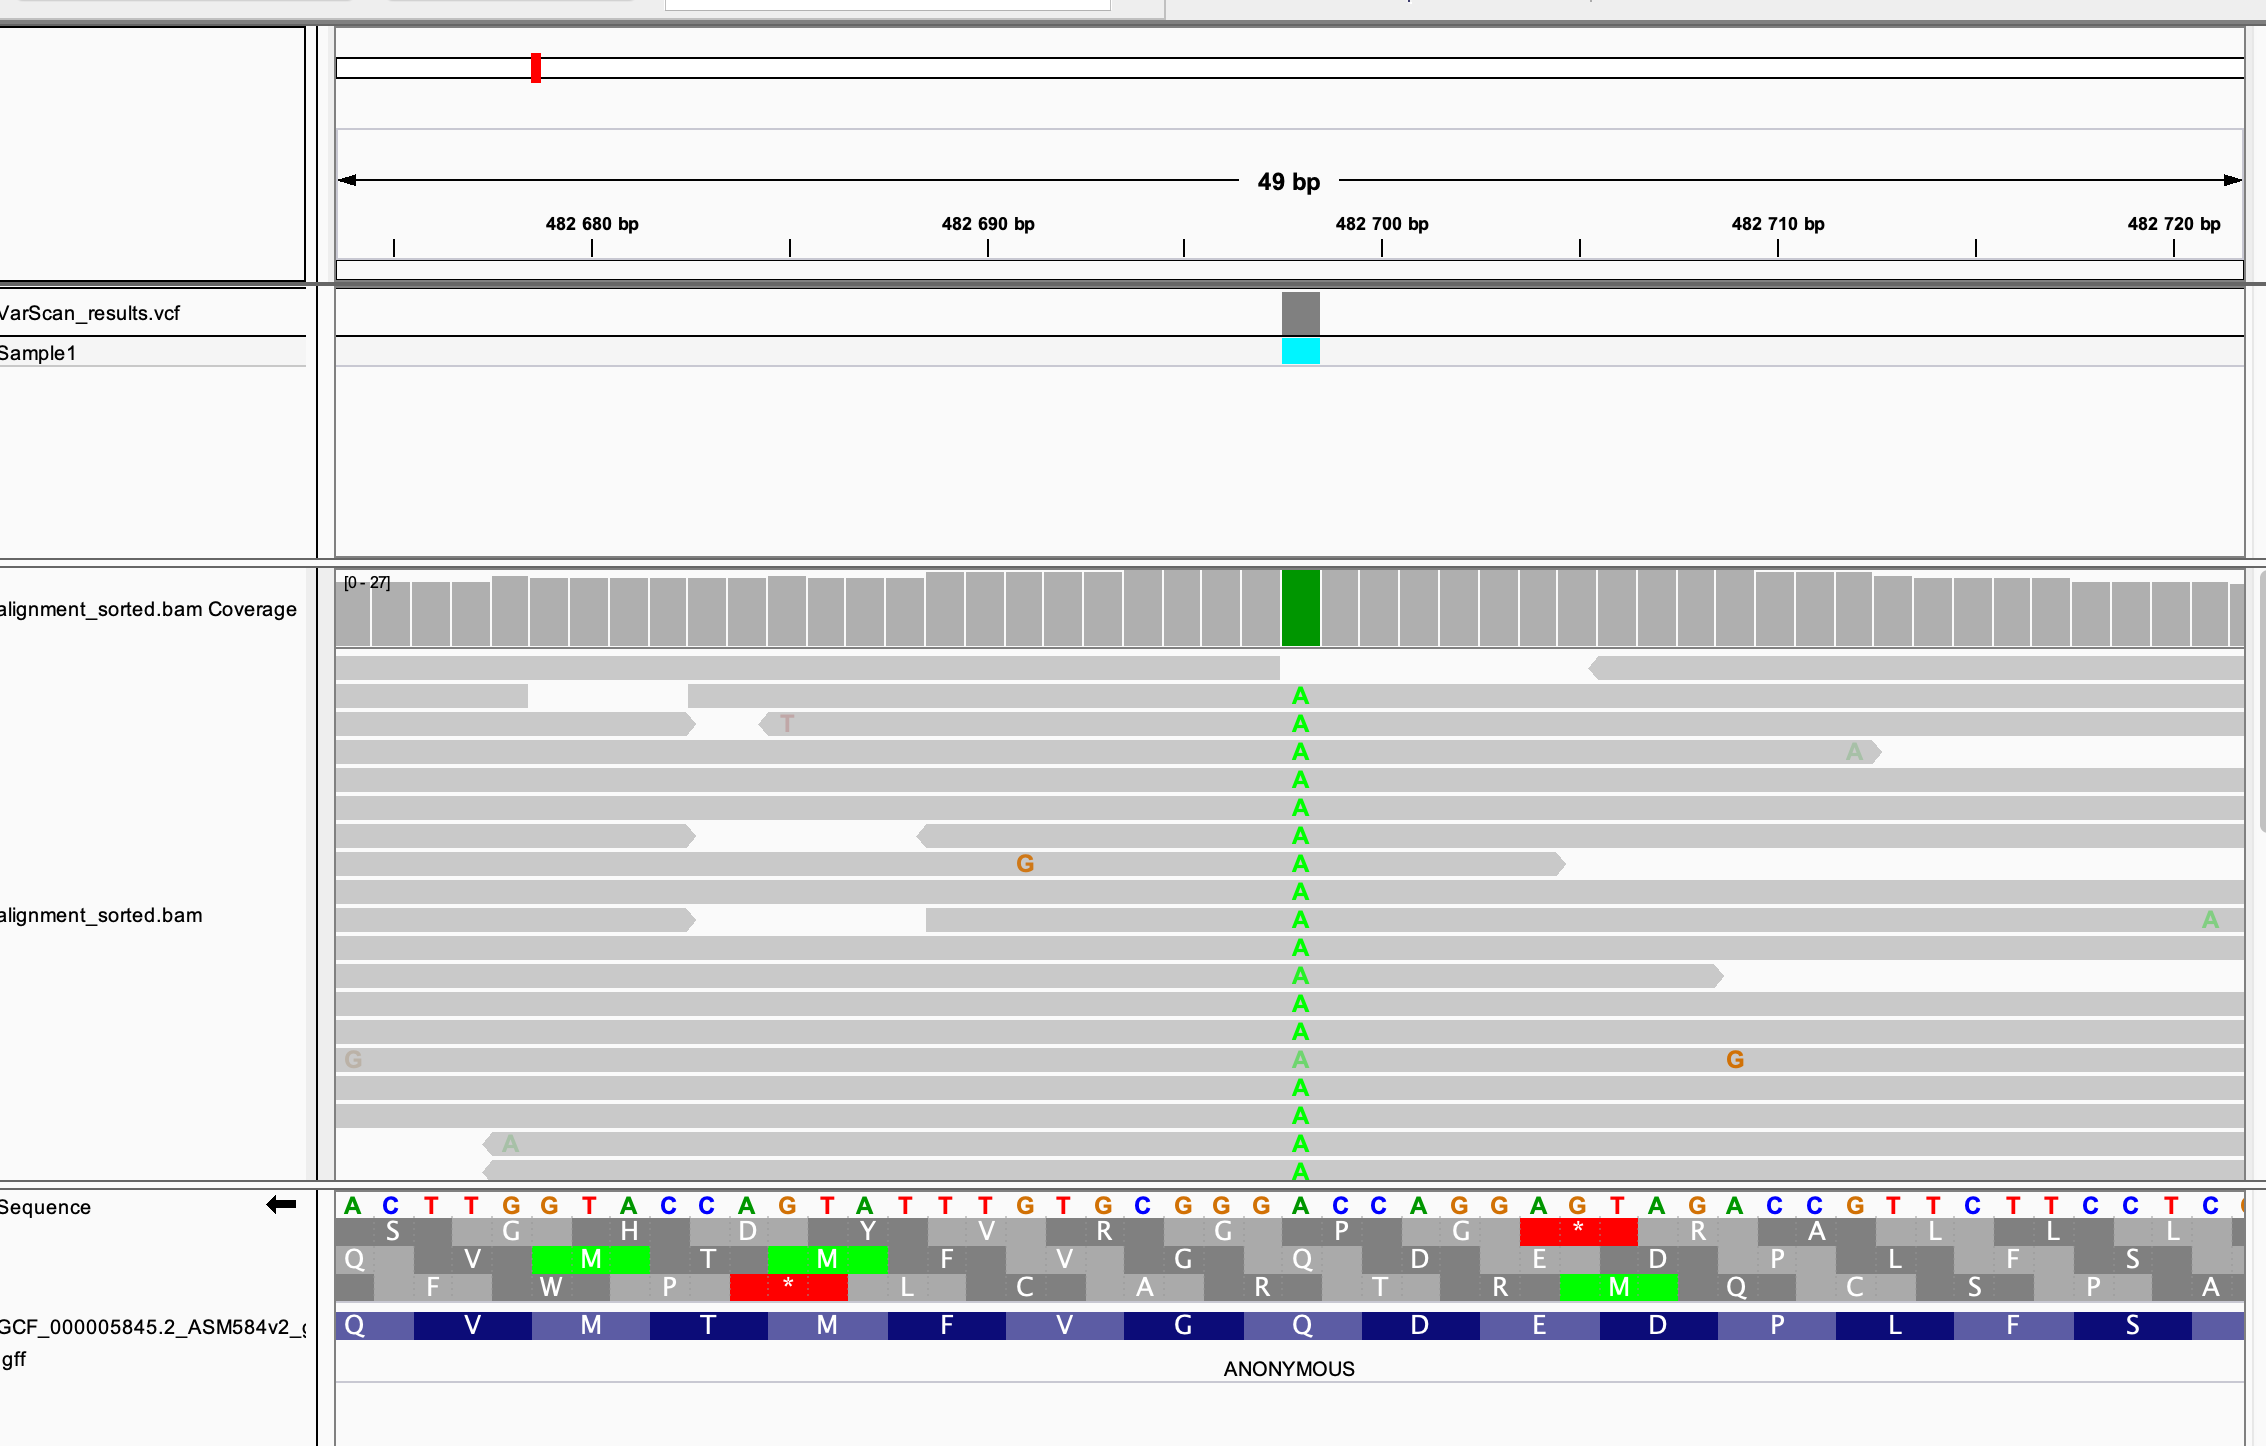 49 bp
482 680 bp 482 690 bp 482 700 bp 482 710 bp 482 720 bp
VarScan_results.vcf
Sample1
[0 - 27]
alignment_sorted.bam Coverage
A
T A
A A
A
A
A
G A
A
alignment_sorted.bam A A
A
A
A
A
G A G
A
A
A A
A
Sequence A C T T G G T A C C A G T A T T T G T G C G G G A C C A G G A G T A G A C C G T T C T T C C T C
S G H D Y V R G P G * R A L L L
Q V M T M F V G Q D E D P L F S
F W P * L C A R T R M Q C S P A
GCF_000005845.2_ASM584v2_ Q V M T M F V G Q D E D P L F S
gff
ANONYMOUS